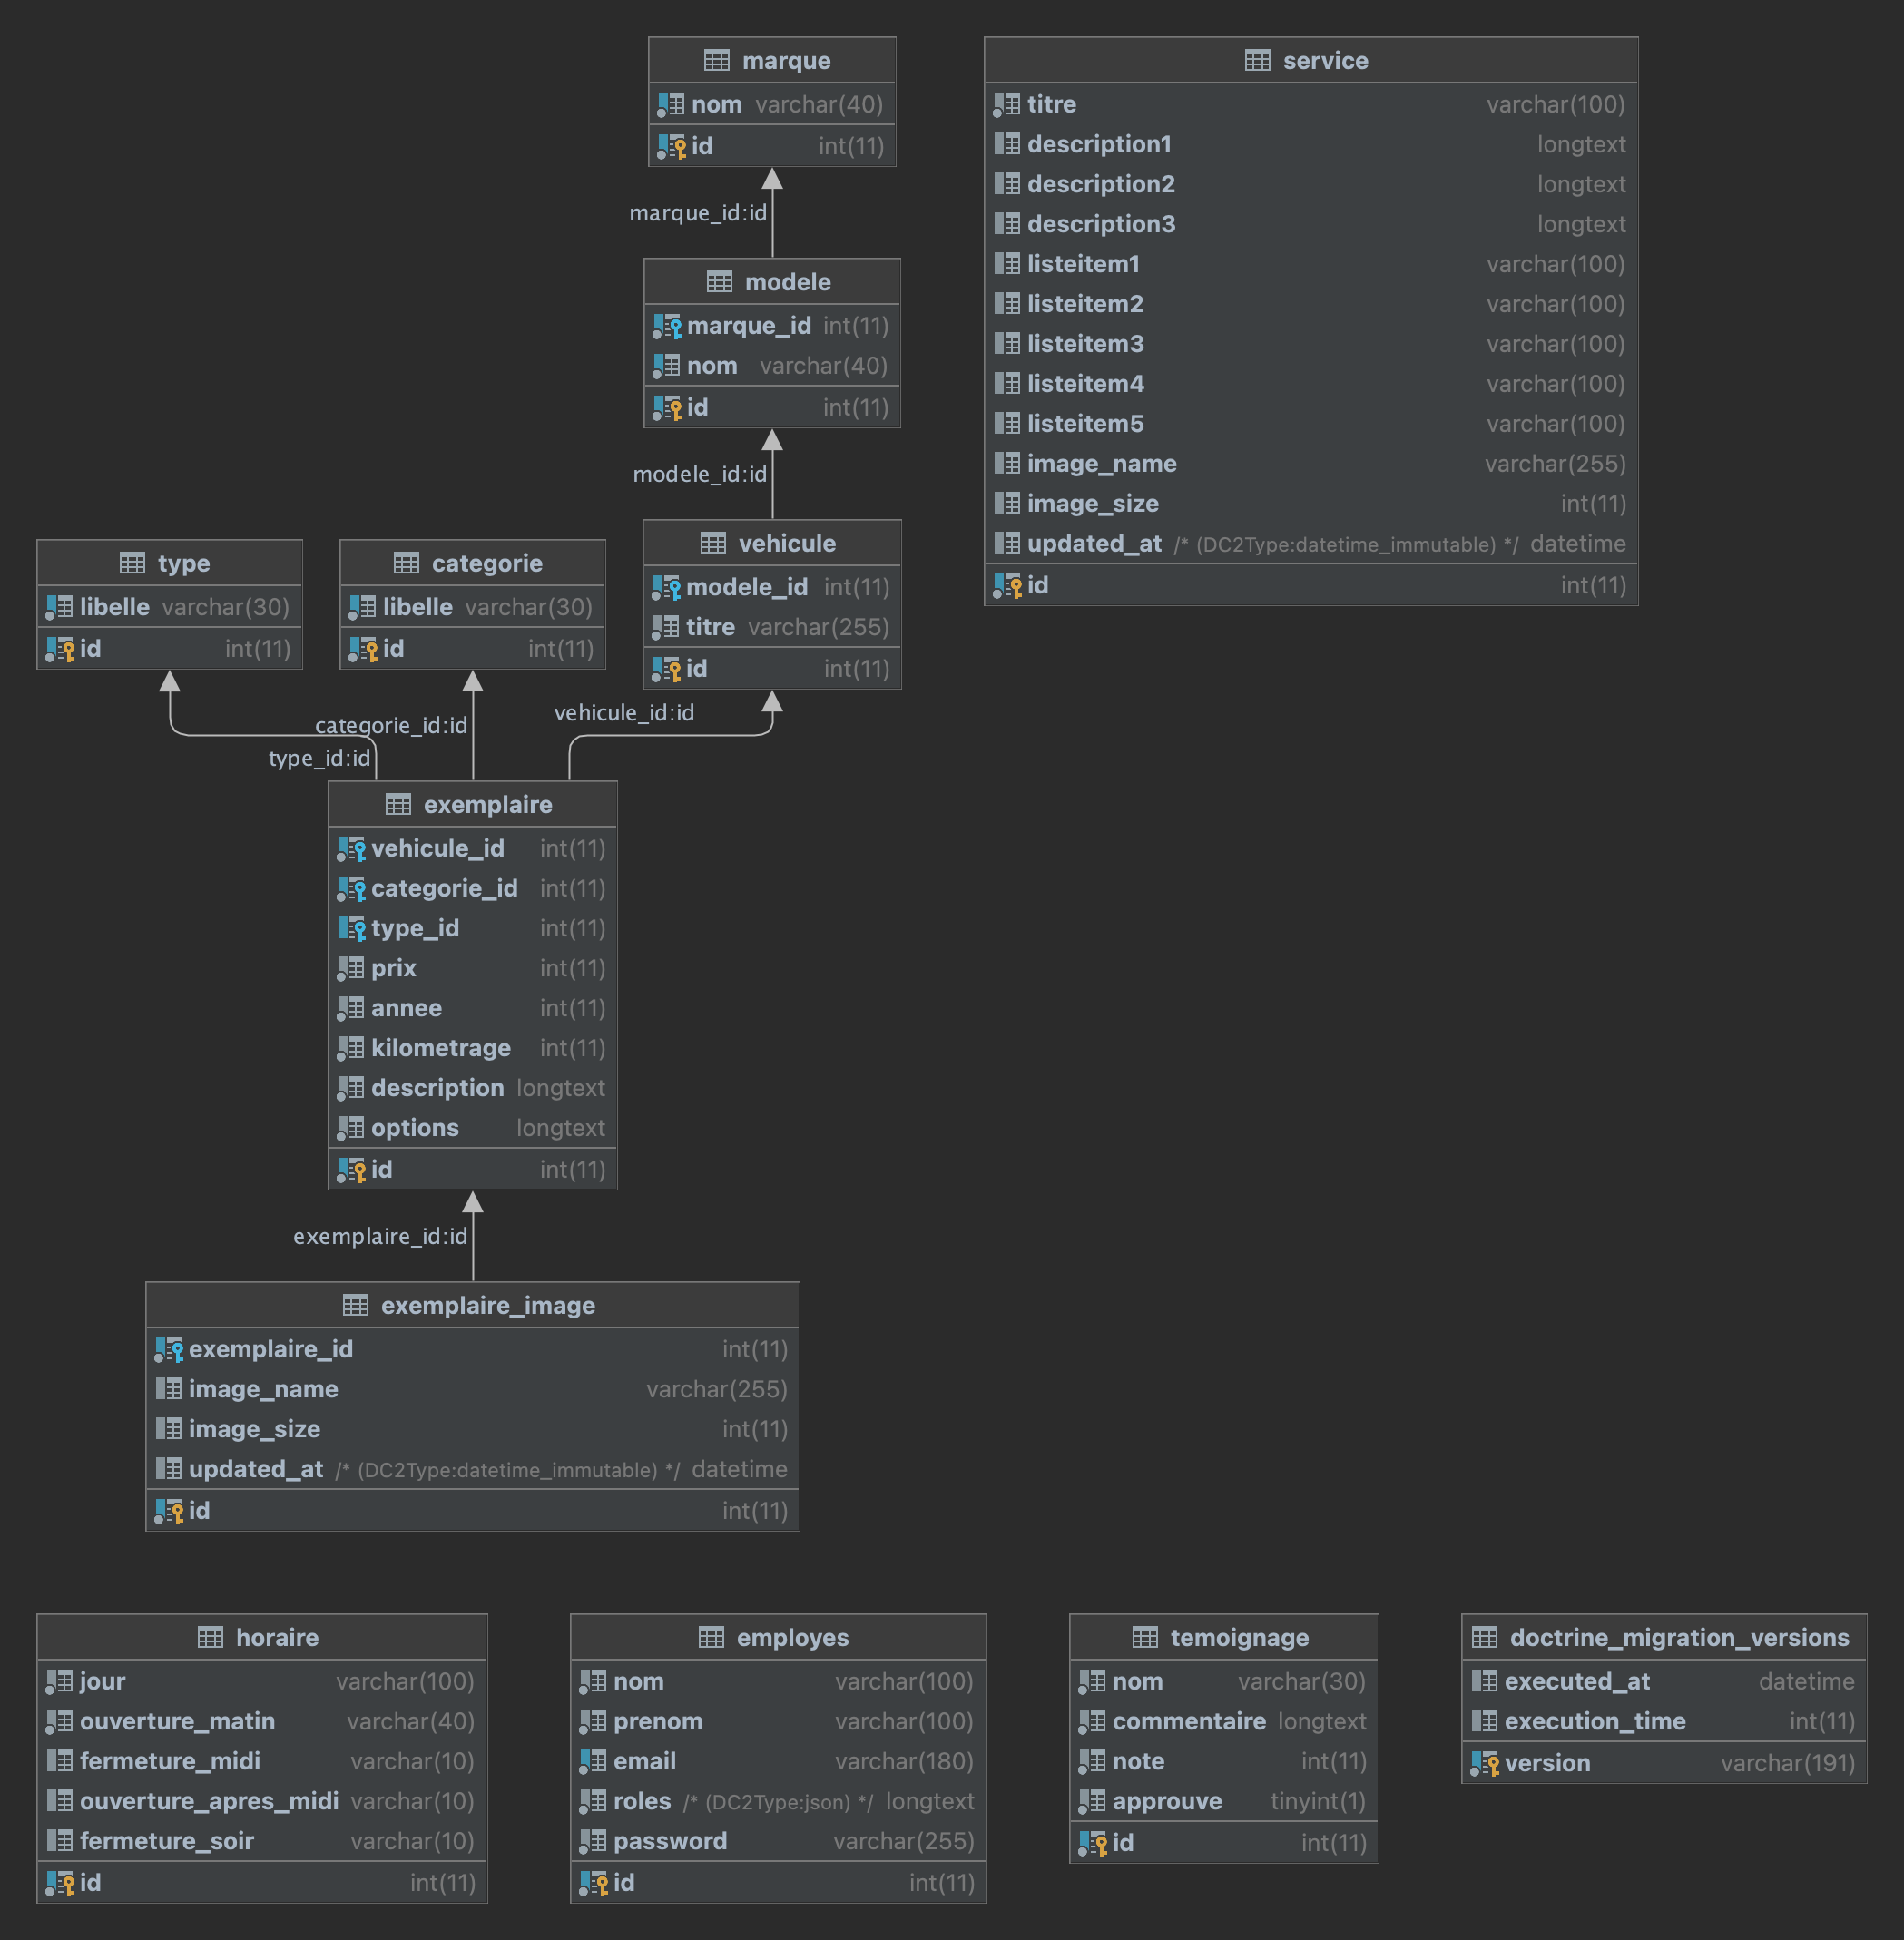 marque
nom varchar(40)
id int(11)
marque_id:id
modele
marque_id int(11)
nom varchar(40)
id int(11)
modele_id:id
vehicule
modele_id int(11)
titre varchar(255)
id int(11)
service
titre varchar(100)
description1 longtext
description2 longtext
description3 longtext
listeitem1 varchar(100)
listeitem2 varchar(100)
listeitem3 varchar(100)
listeitem4 varchar(100)
listeitem5 varchar(100)
image_name varchar(255)
image_size int(11)
updated_at /* (DC2Type:datetime_immutable) */ datetime
id int(11)
type
libelle varchar(30)
id int(11)
categorie
libelle varchar(30)
id int(11)
vehicule_id:id
categorie_id:id
type_id:id
exemplaire
vehicule_id int(11)
categorie_id int(11)
type_id int(11)
prix int(11)
annee int(11)
kilometrage int(11)
description longtext
options longtext
id int(11)
exemplaire_id:id
exemplaire_image
exemplaire_id int(11)
image_name varchar(255)
image_size int(11)
updated_at /* (DC2Type:datetime_immutable) */ datetime
id int(11)
horaire
jour varchar(100)
ouverture_matin varchar(40)
fermeture_midi varchar(10)
ouverture_apres_midi varchar(10)
fermeture_soir varchar(10)
id int(11)
employes
nom varchar(100)
prenom varchar(100)
email varchar(180)
roles /* (DC2Type:json) */ longtext
password varchar(255)
id int(11)
temoignage
nom varchar(30)
commentaire longtext
note int(11)
approuve tinyint(1)
id int(11)
doctrine_migration_versions
executed_at datetime
execution_time int(11)
version varchar(191)